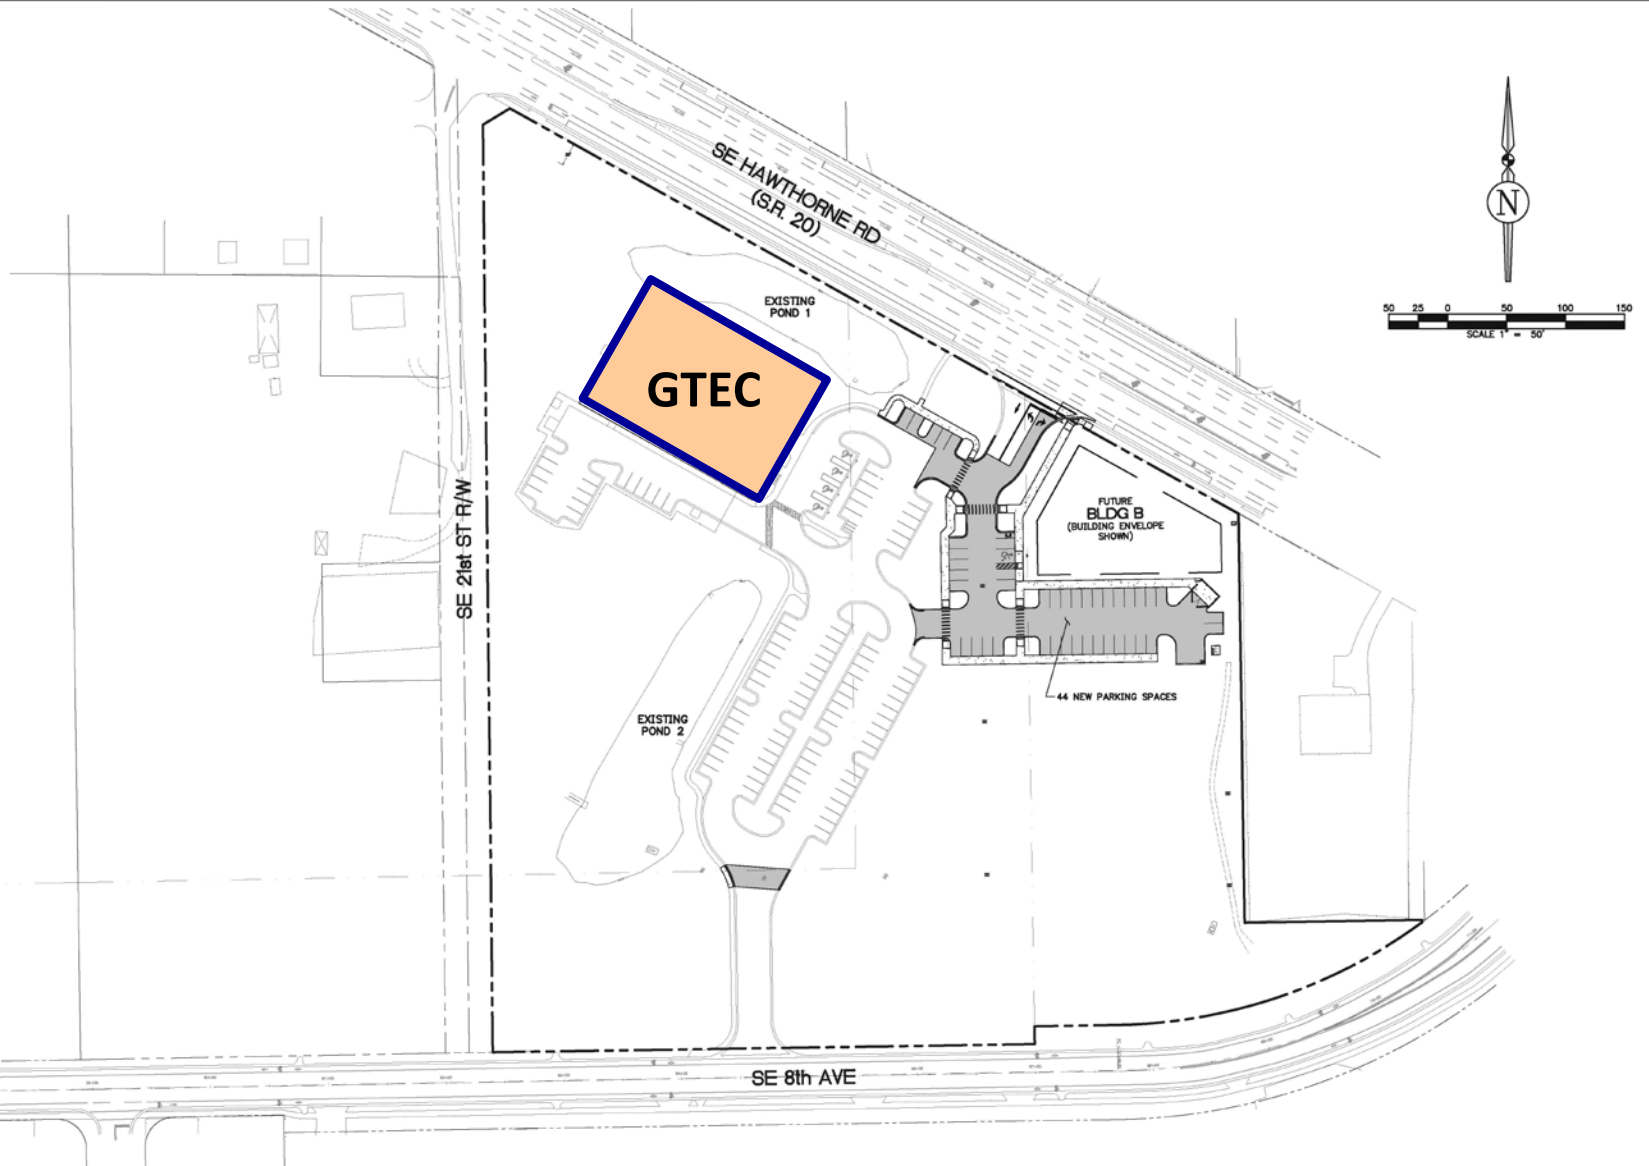 SE HAWTHORNE RD
(S.R. 20)
N
50 25 0 50 100 150
SCALE 1" = 50'
EXISTING
POND 1
GTEC
FUTURE
BLDG B
(BUILDING ENVELOPE
SHOWN)
SE 21st ST R/W
44 NEW PARKING SPACES
EXISTING
POND 2
SE 8th AVE